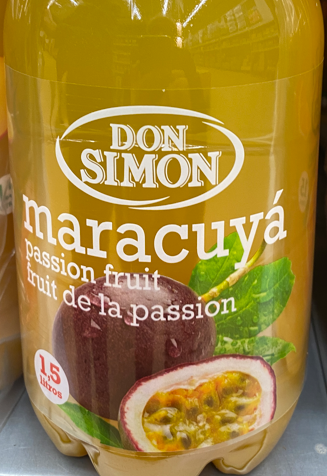 DON
SIMON
maracuyá
passion fruit
fruit de la passion
1,5
litros